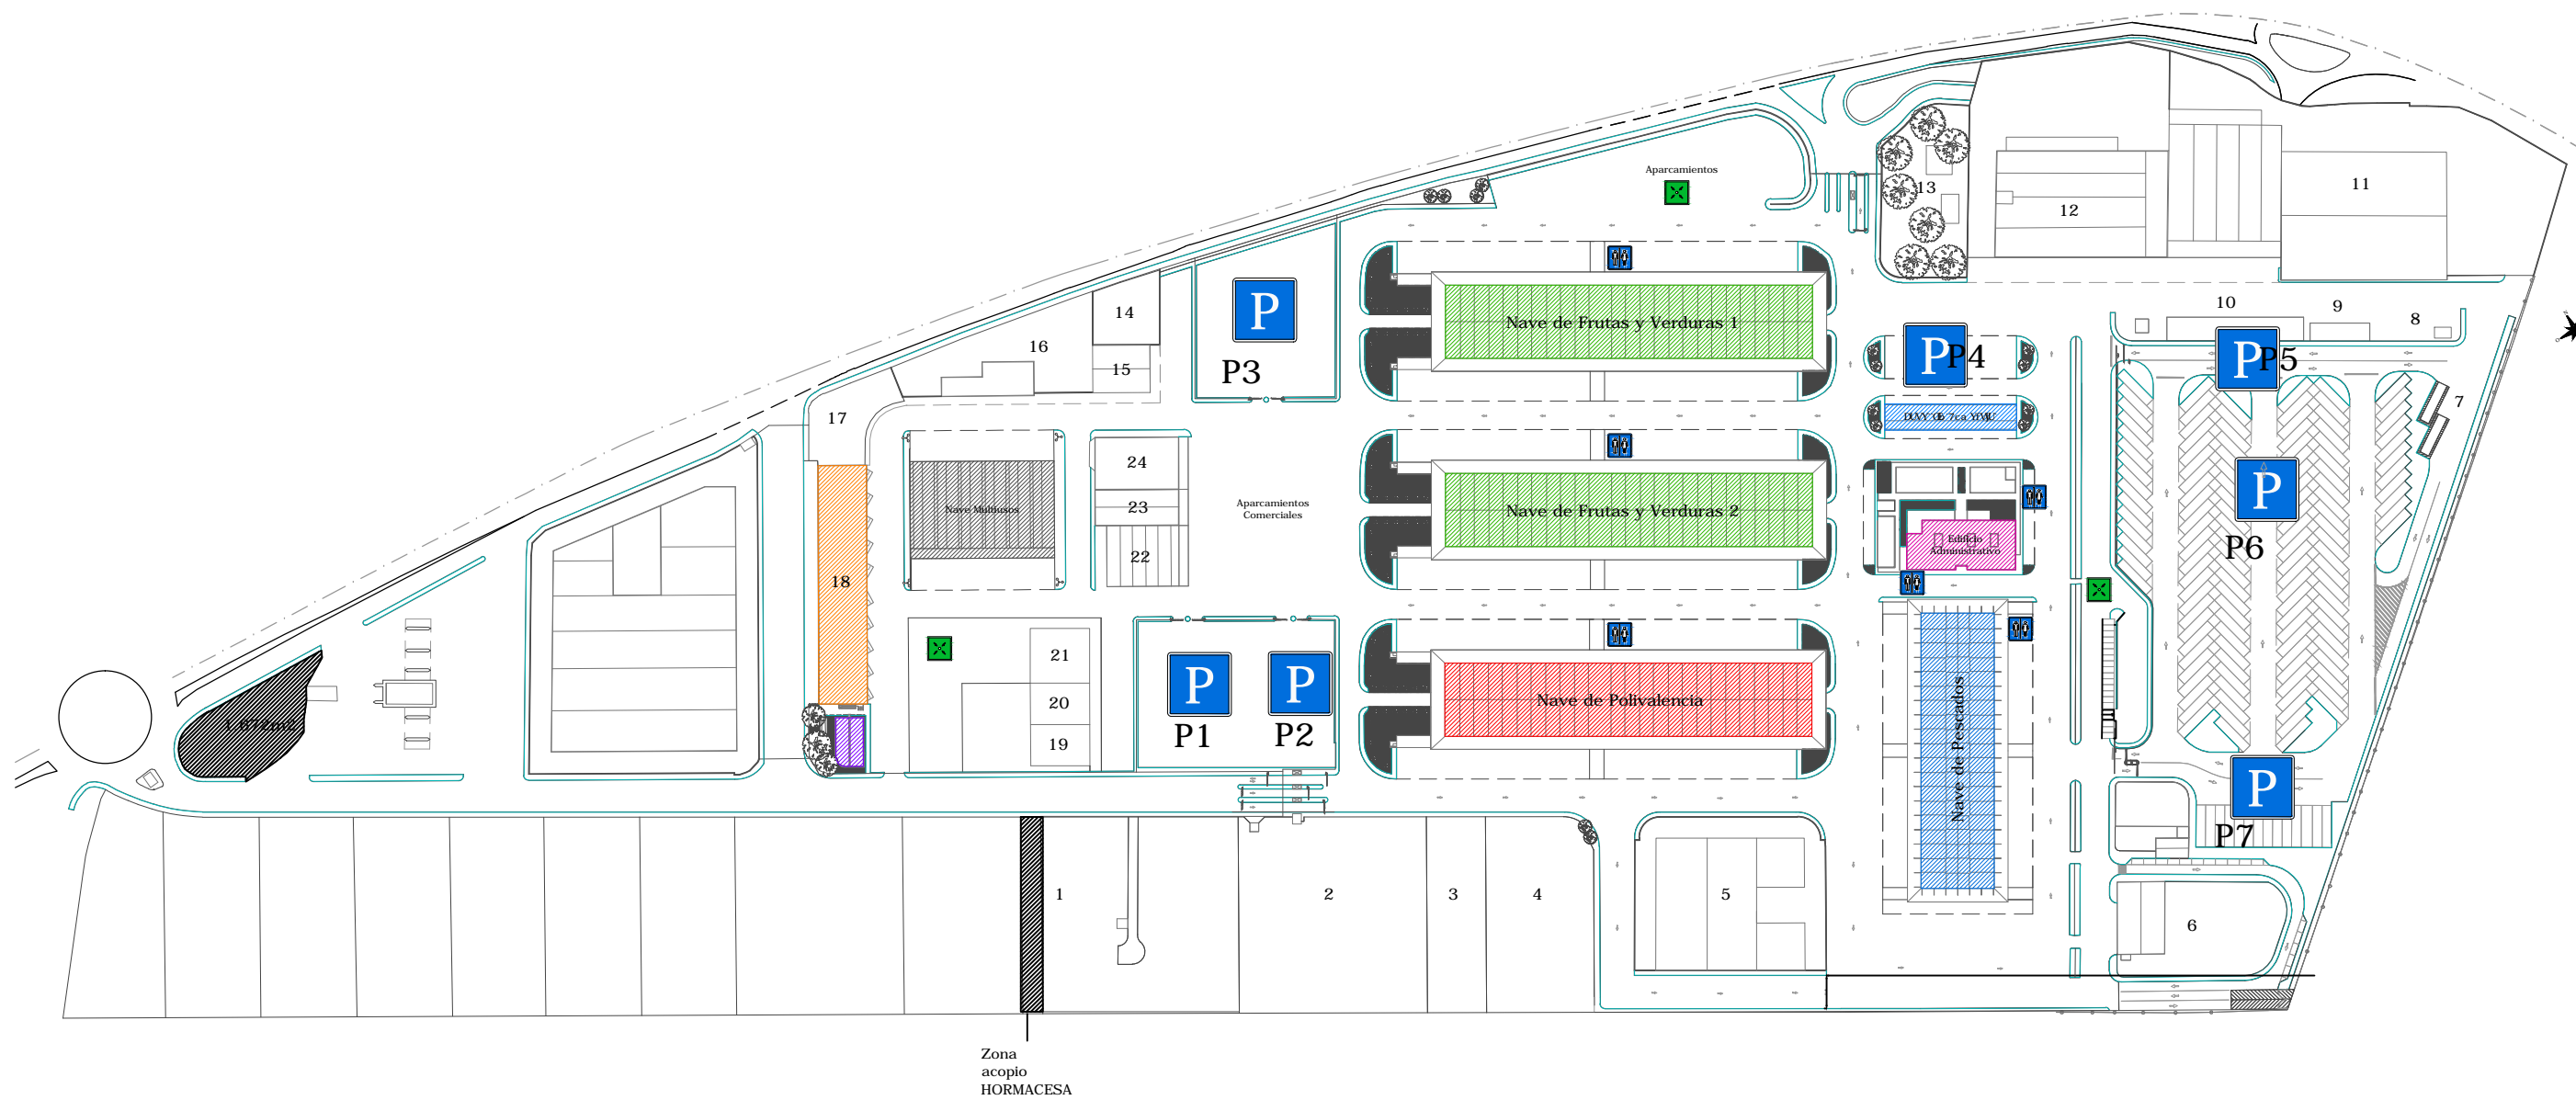 Aparcamientos
11
13
12
10
9
8
P
14
Nave de Frutas y Verduras 1
16
P
P4
P
P5
15
P3
7
17
24
Aparcamientos
Comerciales
23
Nave Multiusos
Nave de Frutas y Verduras 2
P
Edificio
Administrativo
P6
22
18
21
P
P
20
Nave de Polivalencia
Nave de Pescados
1.672m2
P1
P2
19
P
P7
1
2
3
4
5
6
Zona
acopio
HORMACESA